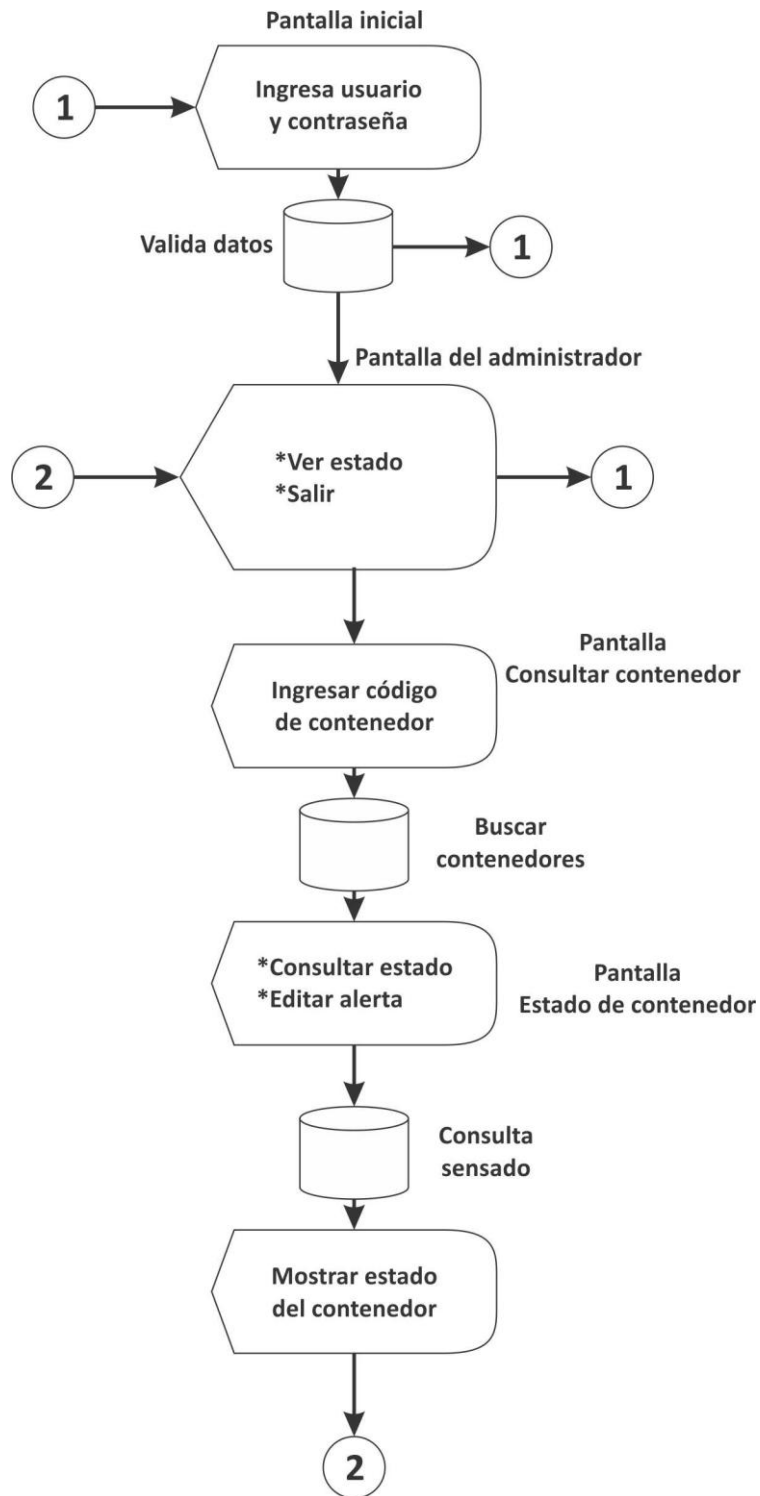 Pantalla inicial
1
Ingresa usuario
y contraseña
Valida datos
1
Pantalla del administrador
2
*Ver estado
*Salir
1
Pantalla
Consultar contenedor
Ingresar código
de contenedor
Buscar
contenedores
*Consultar estado
*Editar alerta
Pantalla
Estado de contenedor
Consulta
sensado
Mostrar estado
del contenedor
2